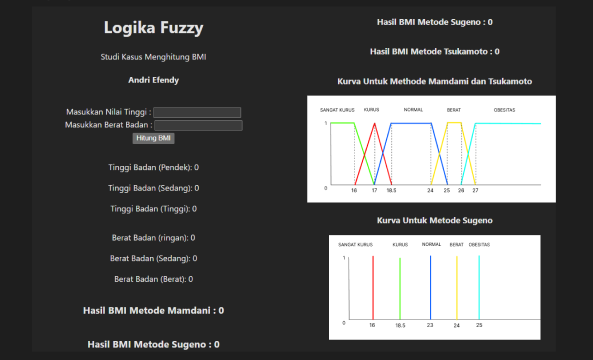 Logika Fuzzy
Studi Kasus Menghitung BMI
Andri Efendy
Masukkan Nilai Tinggi :
Masukkan Berat Badan :
Hitung BMI
Tinggi Badan (Pendek): 0
Tinggi Badan (Sedang): 0
Tinggi Badan (Tinggi): 0
Berat Badan (ringan): 0
Berat Badan (Sedang): 0
Berat Badan (Berat): 0
Hasil BMI Metode Mamdani : 0
Hasil BMI Metode Sugeno : 0
Hasil BMI Metode Sugeno : 0
Hasil BMI Metode Tsukamoto : 0
Kurva Untuk Methode Mamdami dan Tsukamoto
SANGAT KURUS KURUS NORMAL BERAT OBESITAS
1
0 16 17 18.5 24 25 26 27
Kurva Untuk Metode Sugeno
SANGAT KURUS KURUS NORMAL BERAT OBESITAS
1
0 16 18.5 23 24 25